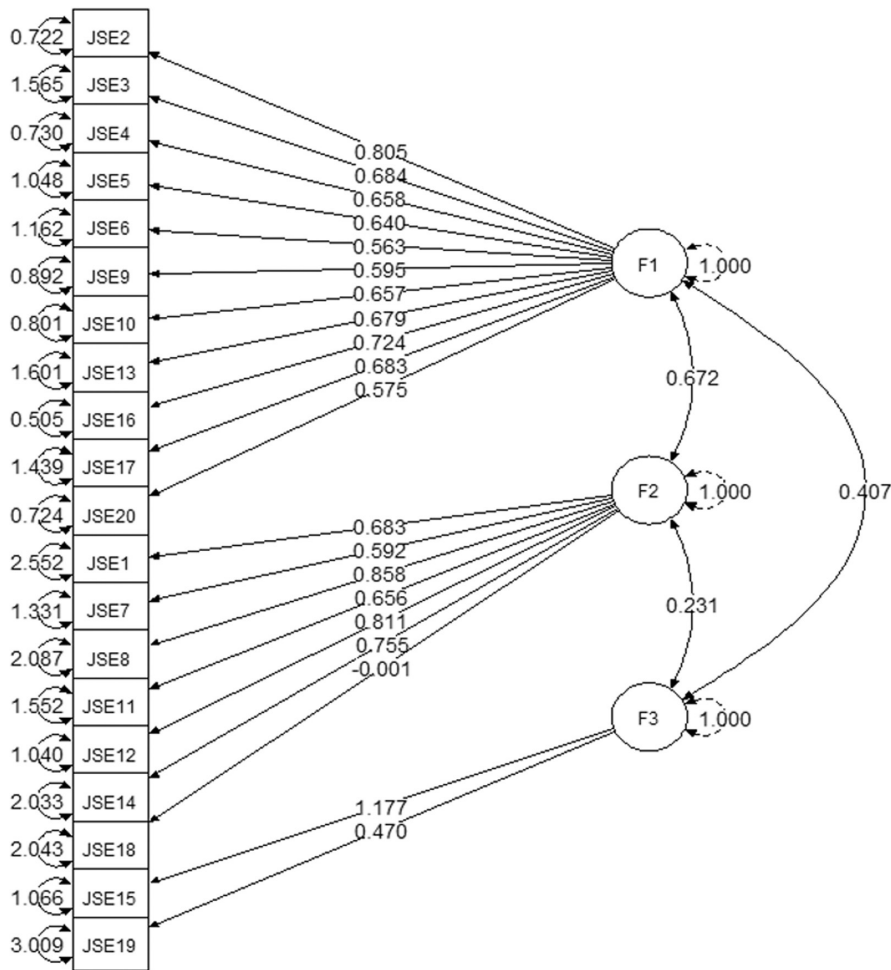 0.722 JSE2
1.565 JSE3
0.730 JSE4
1.048 JSE5
1.162 JSE6
0.892 JSE9
0.801 JSE10
1.601 JSE13
0.505 JSE16
1.439 JSE17
0.724 JSE20
2.552 JSE1
1.331 JSE7
2.087 JSE8
1.552 JSE11
1.040 JSE12
2.033 JSE14
2.043 JSE18
1.066 JSE15
3.009 JSE19
0.805
0.684
0.658
0.640
0.563
0.595
0.657
0.679
0.724
0.683
0.575
0.683
0.592
0.858
0.656
0.811
0.755
-0.001
1.177
0.470
F1 1.000
0.672
F2 1.000
0.407
0.231
F3 1.000